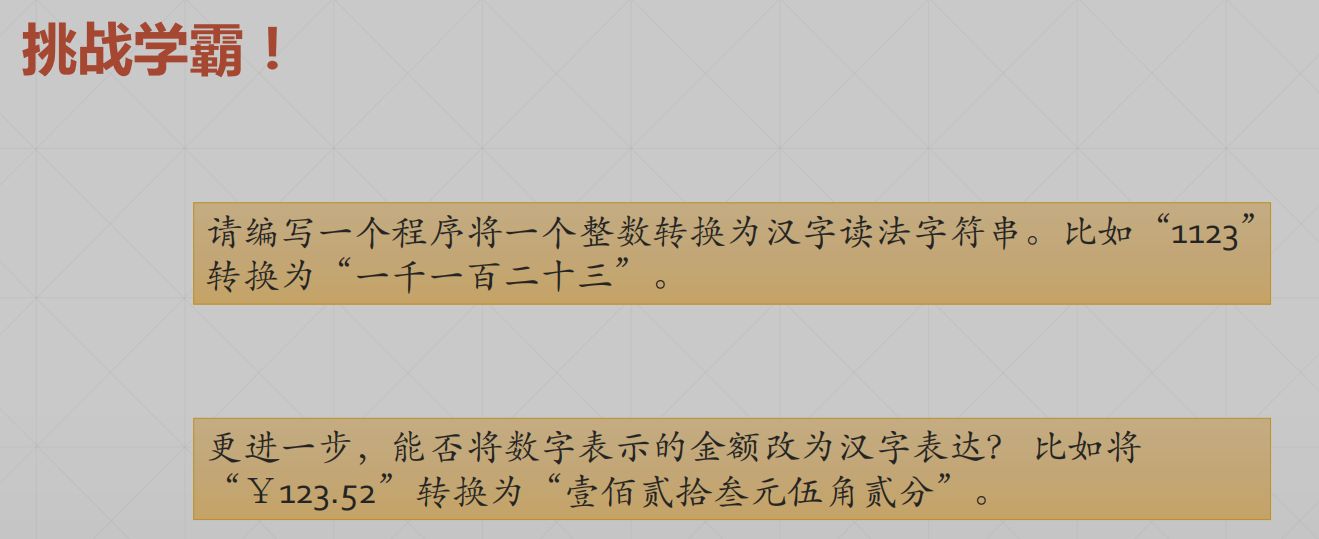 挑战学霸！
请编写一个程序将一个整数转换为汉字读法字符串。比如“1123”
转换为“一千一百二十三”。
更进一步，能否将数字表示的金额改为汉字表达？ 比如将
“￥123.52”转换为“壹佰贰拾叁元伍角贰分”。